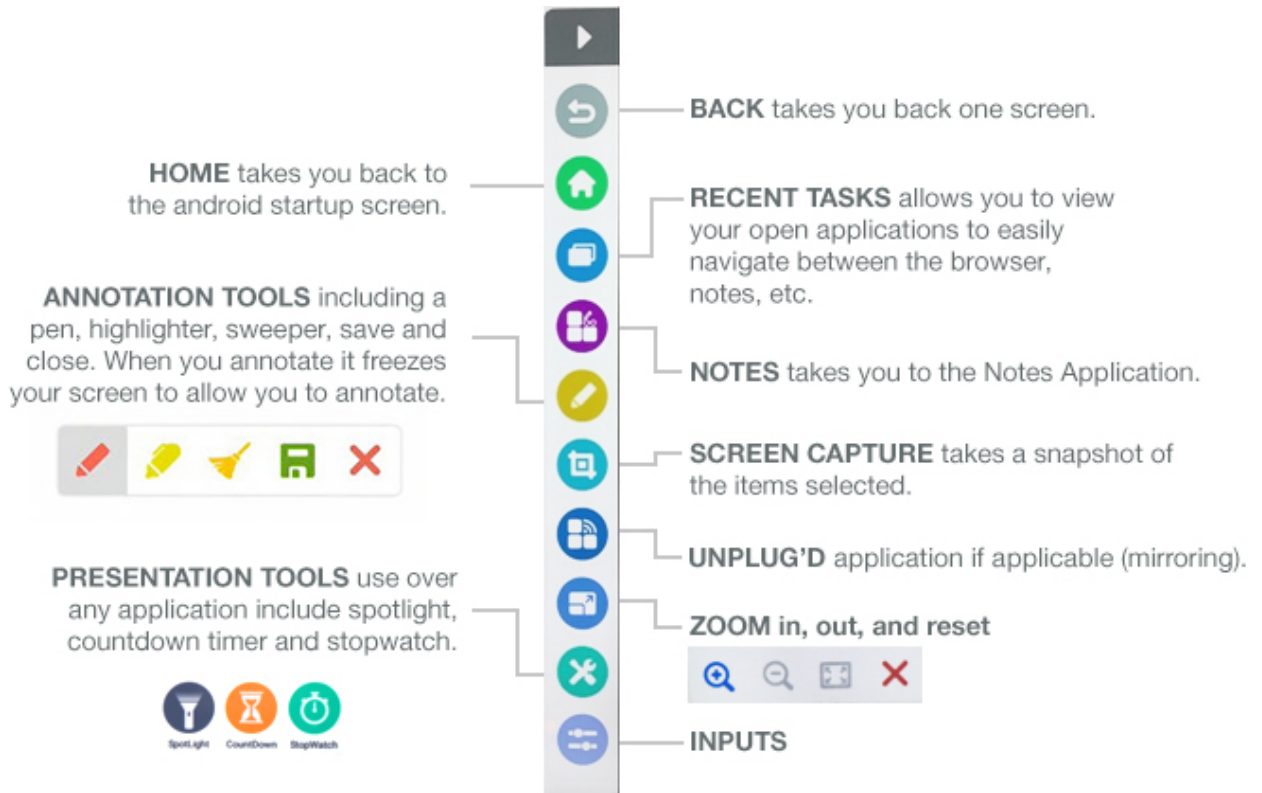 BACK takes you back one screen.
HOME takes you back to
the android startup screen.
RECENT TASKS allows you to view
your open applications to easily
navigate between the browser,
notes, etc.
ANNOTATION TOOLS including a
pen, highlighter, sweeper, save and
close. When you annotate it freezes
your screen to allow you to annotate.
NOTES takes you to the Notes Application.
SCREEN CAPTURE takes a snapshot of
the items selected.
UNPLUG’D application if applicable (mirroring).
PRESENTATION TOOLS use over
any application include spotlight,
countdown timer and stopwatch.
SpotLight CountDown StopWatch
ZOOM in, out, and reset
INPUTS